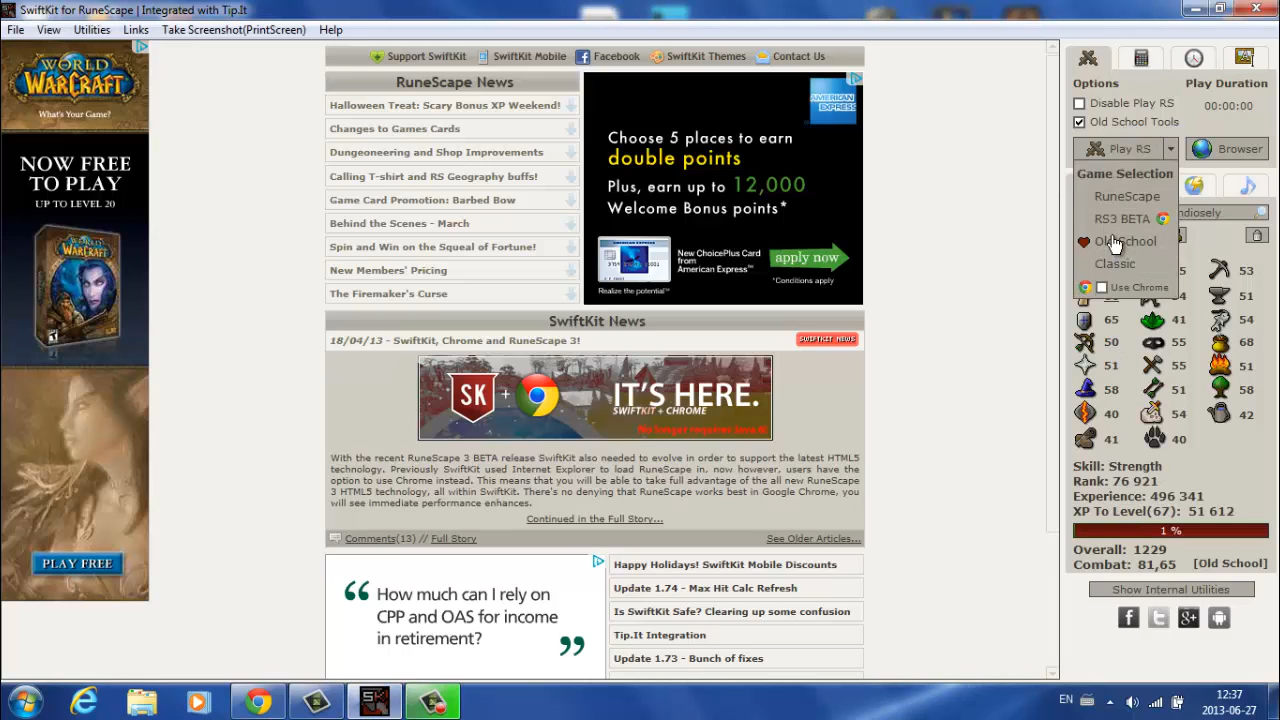 SwiftKit for RuneScape | Integrated with Tip.It
File View Utilities Links Take Screenshot(PrintScreen) Help
WORLD
WARCRAFT
What's Your Game?
NOW FREE
TO PLAY
UP TO LEVEL 20
PLAY FREE
Support SwiftKit SwiftKit Mobile Facebook SwiftKit Themes Contact Us
RuneScape News
Halloween Treat: Scary Bonus XP Weekend!
Changes to Games Cards
Dungeoneering and Shop Improvements
Calling T-shirt and RS Geography buffs!
Game Card Promotion: Barbed Bow
Behind the Scenes - March
Spin and Win on the Squeal of Fortune!
New Members' Pricing
The Firemaker's Curse
AMERICAN EXPRESS
Choose 5 places to earn
double points
Plus, earn up to 12,000
Welcome Bonus points*
New ChoicePlus Card
from
American Express®
apply now
Realize the potential™
*Conditions apply
SwiftKit News
18/04/13 - SwiftKit, Chrome and RuneScape 3!
SWIFTKIT NEWS
SK + IT'S HERE.
SWIFTKIT + CHROME
No longer requires Java 6!
With the recent RuneScape 3 BETA release SwiftKit also needed to evolve in order to support the latest HTML5
technology. Previously SwiftKit used Internet Explorer to load RuneScape in, now however, users have the
option to use Chrome instead. This means that you will be able to take full advantage of the all new RuneScape
3 HTML5 technology, all within SwiftKit. There's no denying that RuneScape works best in Google Chrome, you
will see immediate performance enhances.
Continued in the Full Story...
Comments(13) // Full Story
See Older Articles...
“ How much can I rely on
CPP and OAS for income
in retirement? ”
Happy Holidays! SwiftKit Mobile Discounts
Update 1.74 - Max Hit Calc Refresh
Is SwiftKit Safe? Clearing up some confusion
Tip.It Integration
Update 1.73 - Bunch of fixes
Options Play Duration
Disable Play RS 00:00:00
Old School Tools
Play RS Browser
Game Selection
RuneScape
RS3 BETA
Classic
Use Chrome
53
51
65 41 54
50 42 68
51 55 51
58 51 58
40 54 42
41 40
Skill: Strength
Rank: 76 921
Experience: 496 341
XP To Level(67): 51 612
1 %
Overall: 1229
Combat: 81,65 [Old School]
Show Internal Utilities
EN
12:37
2013-06-27